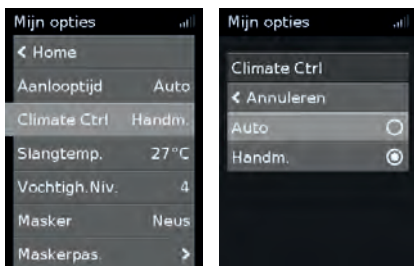 Mijn opties
< Home
Aanlooptijd Auto
Climate Ctrl Handm.
Slangtemp. 27°C
Vochtigh.Niv. 4
Masker Neus
Maskerpas. >
Mijn opties
Climate Ctrl
< Annuleren
Auto
Handm.